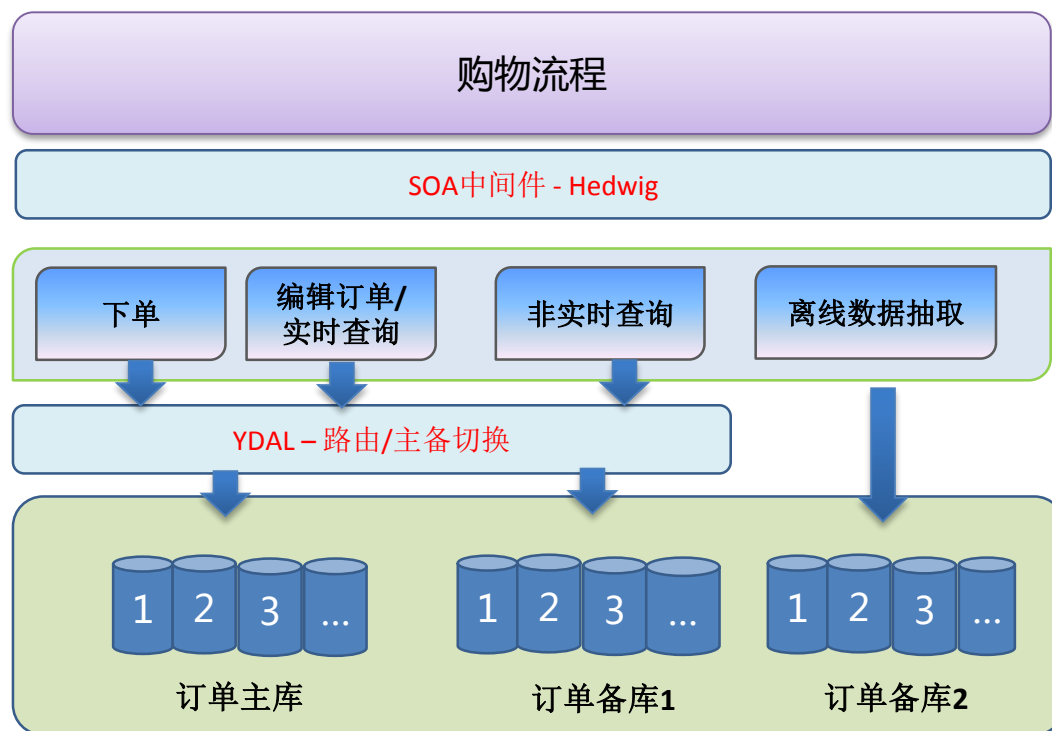 购物流程
SOA中间件 - Hedwig
下单
编辑订单/
实时查询
非实时查询
离线数据抽取
YDAL – 路由/主备切换
1 2 3 ...
1 2 3 ...
1 2 3 ...
订单主库
订单备库1
订单备库2